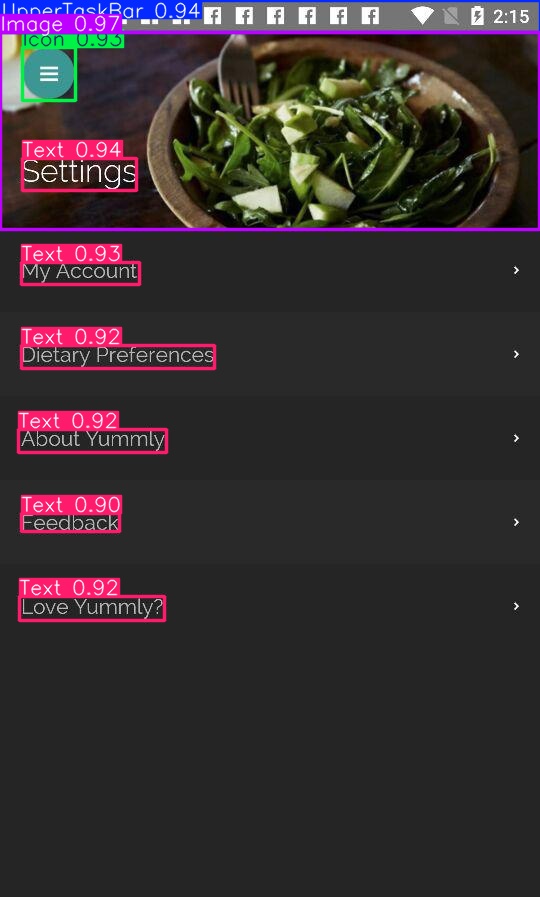 UpperTaskBar 0.94
2:15
Image 0.97
Icon 0.93
Text 0.94
Settings
Text 0.93
My Account
Text 0.92
Dietary Preferences
Text 0.92
About Yummly
Text 0.90
Feedback
Text 0.92
Love Yummly?